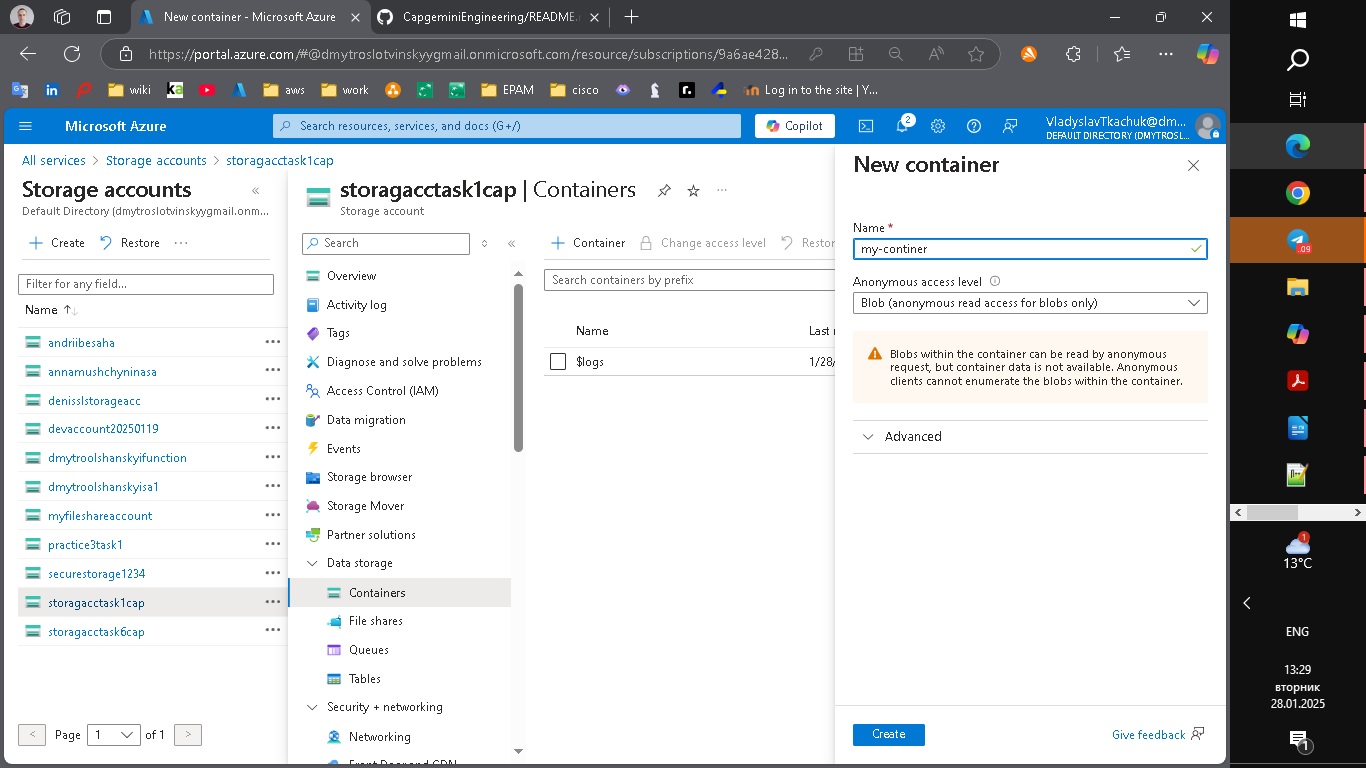 New container - Microsoft Azure
CapgeminiEngineering/README.
https://portal.azure.com/#@dmytroslotvinskyygmail.onmicrosoft.com/resource/subscriptions/9a6ae428...
wiki
ka
aws
work
EPAM
cisco
r.
Log in to the site | Y...
Microsoft Azure
Search resources, services, and docs (G+/)
Copilot
2
VladyslavTkachuk@dm...
DEFAULT DIRECTORY (DMYTROSL...
All services > Storage accounts > storagacctask1cap
Storage accounts
Default Directory (dmytroslotvinskyygmail.onm...
Create
Restore
Filter for any field...
Name
andriibesaha
annamushchyninasa
denisslstorageacc
devaccount20250119
dmytroolshanskyifunction
dmytroolshanskyisa1
myfileshareaccount
practice3task1
securestorage1234
storagacctask1cap
storagacctask6cap
< Page 1 of 1 >
storagacctask1cap | Containers
Storage account
Search
Overview
Activity log
Tags
Diagnose and solve problems
Access Control (IAM)
Data migration
Events
Storage browser
Storage Mover
Partner solutions
Data storage
Containers
File shares
Queues
Tables
Security + networking
Networking
Front Door and CDN
Container
Change access level
Restor
Search containers by prefix
Name
Last
$logs
1/28/
New container
Name *
my-continer
Anonymous access level
Blob (anonymous read access for blobs only)
Blobs within the container can be read by anonymous
request, but container data is not available. Anonymous
clients cannot enumerate the blobs within the container.
Advanced
Create
Give feedback
.09
1
13°C
ENG
13:29
вторник
28.01.2025
1